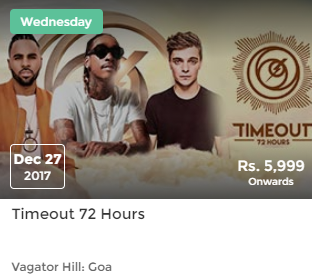 Wednesday
TIMEOUT
72 HOURS
Dec 27
2017
Rs. 5,999
Onwards
Timeout 72 Hours
Vagator Hill: Goa